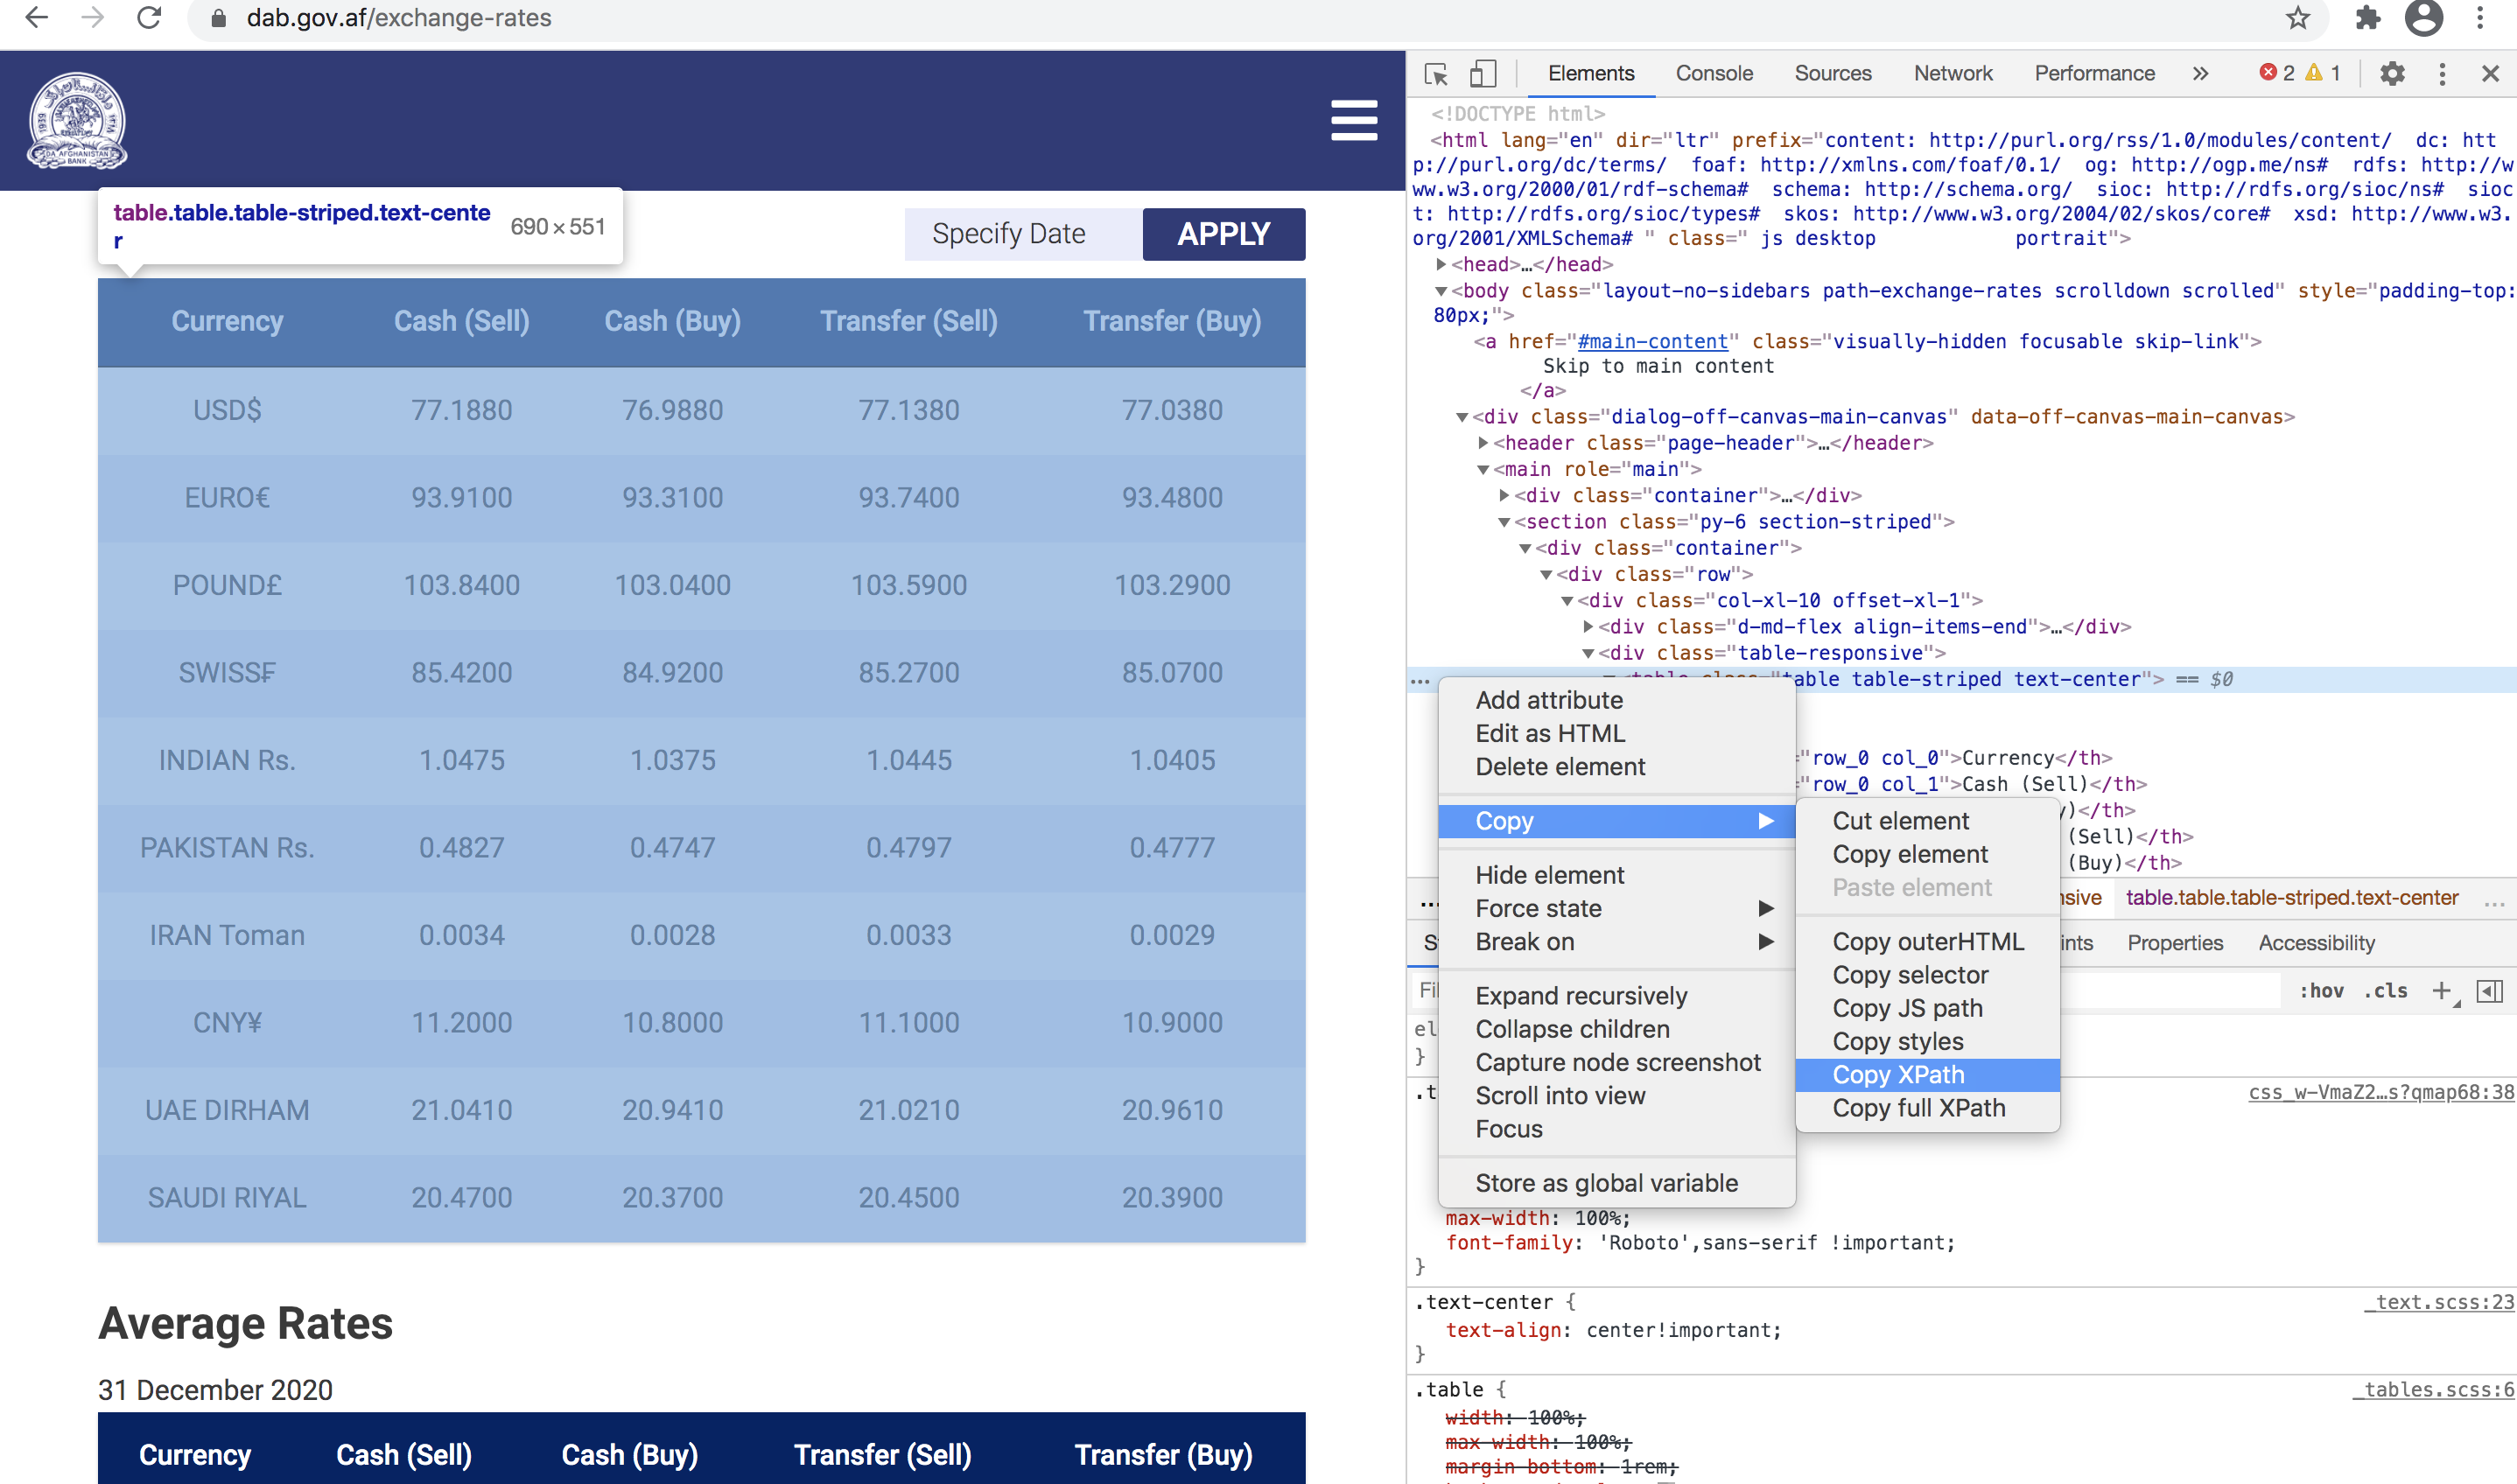 dab.gov.af/exchange-rates
DA AFGHANISTAN
BANK
1939
table.table.table-striped.text-cente
r
690 × 551
Specify Date
APPLY
Currency Cash (Sell) Cash (Buy) Transfer (Sell) Transfer (Buy)
USD$ 77.1880 76.9880 77.1380 77.0380
EURO€ 93.9100 93.3100 93.7400 93.4800
POUND£ 103.8400 103.0400 103.5900 103.2900
SWISS₣ 85.4200 84.9200 85.2700 85.0700
INDIAN Rs. 1.0475 1.0375 1.0445 1.0405
PAKISTAN Rs. 0.4827 0.4747 0.4797 0.4777
IRAN Toman 0.0034 0.0028 0.0033 0.0029
CNY¥ 11.2000 10.8000 11.1000 10.9000
UAE DIRHAM 21.0410 20.9410 21.0210 20.9610
SAUDI RIYAL 20.4700 20.3700 20.4500 20.3900
Average Rates
31 December 2020
Currency Cash (Sell) Cash (Buy) Transfer (Sell) Transfer (Buy)
Elements Console Sources Network Performance » 2 1
<!DOCTYPE html>
<html lang="en" dir="ltr" prefix="content: http://purl.org/rss/1.0/modules/content/  dc: htt
p://purl.org/dc/terms/  foaf: http://xmlns.com/foaf/0.1/  og: http://ogp.me/ns#  rdfs: http://w
ww.w3.org/2000/01/rdf-schema#  schema: http://schema.org/  sioc: http://rdfs.org/sioc/ns#  sioc
t: http://rdfs.org/sioc/types#  skos: http://www.w3.org/2004/02/skos/core#  xsd: http://www.w3.
org/2001/XMLSchema# " class=" js desktop portrait">
<head>…</head>
<body class="layout-no-sidebars path-exchange-rates scrolldown scrolled" style="padding-top:
80px;">
<a href="#main-content" class="visually-hidden focusable skip-link">
Skip to main content
</a>
<div class="dialog-off-canvas-main-canvas" data-off-canvas-main-canvas>
<header class="page-header">…</header>
<main role="main">
<div class="container">…</div>
<section class="py-6 section-striped">
<div class="container">
<div class="row">
<div class="col-xl-10 offset-xl-1">
<div class="d-md-flex align-items-end">…</div>
<div class="table-responsive">
<table class="table table-striped text-center"> == $0
="row_0 col_0">Currency</th>
="row_0 col_1">Cash (Sell)</th>
y)</th>
(Sell)</th>
(Buy)</th>
Add attribute
Edit as HTML
Delete element
Copy
Hide element
Force state
Break on
Expand recursively
Collapse children
Capture node screenshot
Scroll into view
Focus
Store as global variable
Cut element
Copy element
Paste element
Copy outerHTML
Copy selector
Copy JS path
Copy styles
Copy XPath
Copy full XPath
... nsive table.table.table-striped.text-center ...
S ints Properties Accessibility
Fil :hov .cls +
el
}
.t css_w-VmaZ2…s?qmap68:38
max-width: 100%;
font-family: 'Roboto',sans-serif !important;
}
.text-center { _text.scss:23
text-align: center!important;
}
.table { _tables.scss:6
width: 100%;
max-width: 100%;
margin-bottom: 1rem;